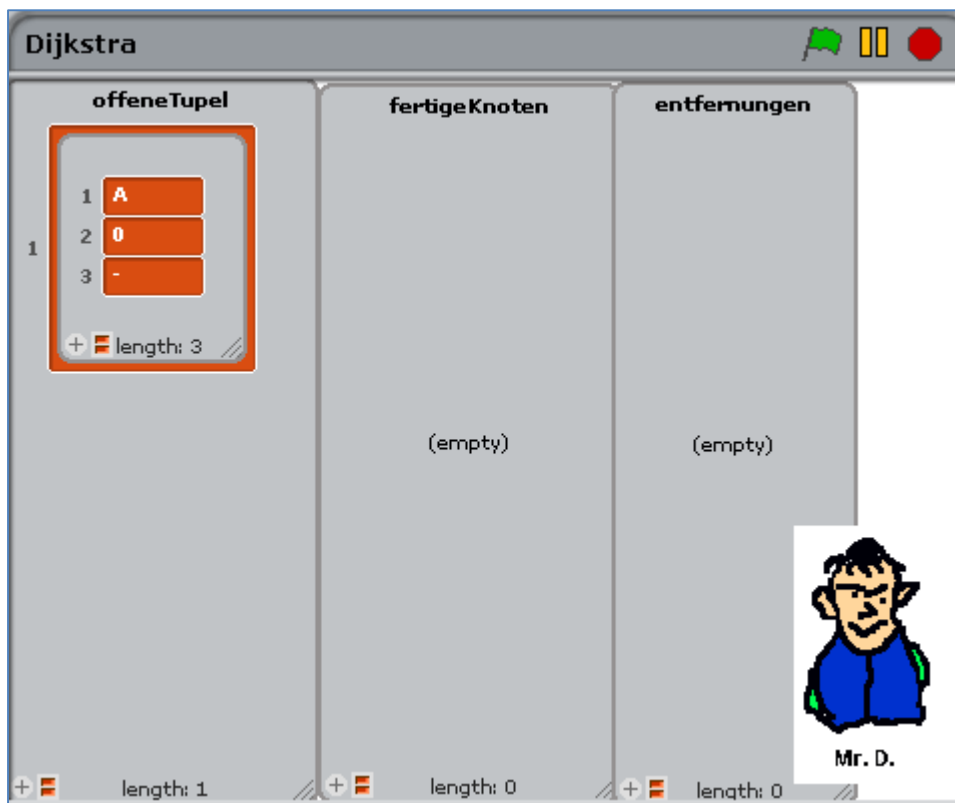 Dijkstra
offeneTupel
1
1 A
2 0
3 -
length: 3
length: 1
fertigeKnoten
(empty)
length: 0
entfernungen
(empty)
length: 0
Mr. D.